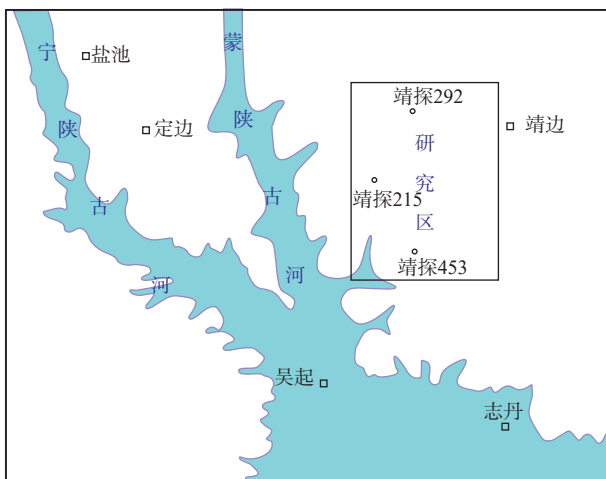 宁陕古河
蒙陕古河
盐池
定边
靖边
靖探292
研究区
靖探215
靖探453
吴起
志丹